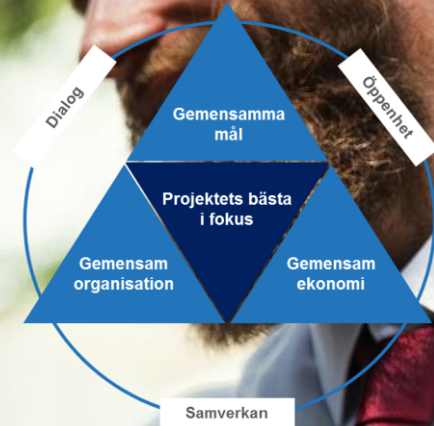 Dialog
Öppenhet
Gemensamma
mål
Projektets bästa
i fokus
Gemensam
organisation
Gemensam
ekonomi
Samverkan